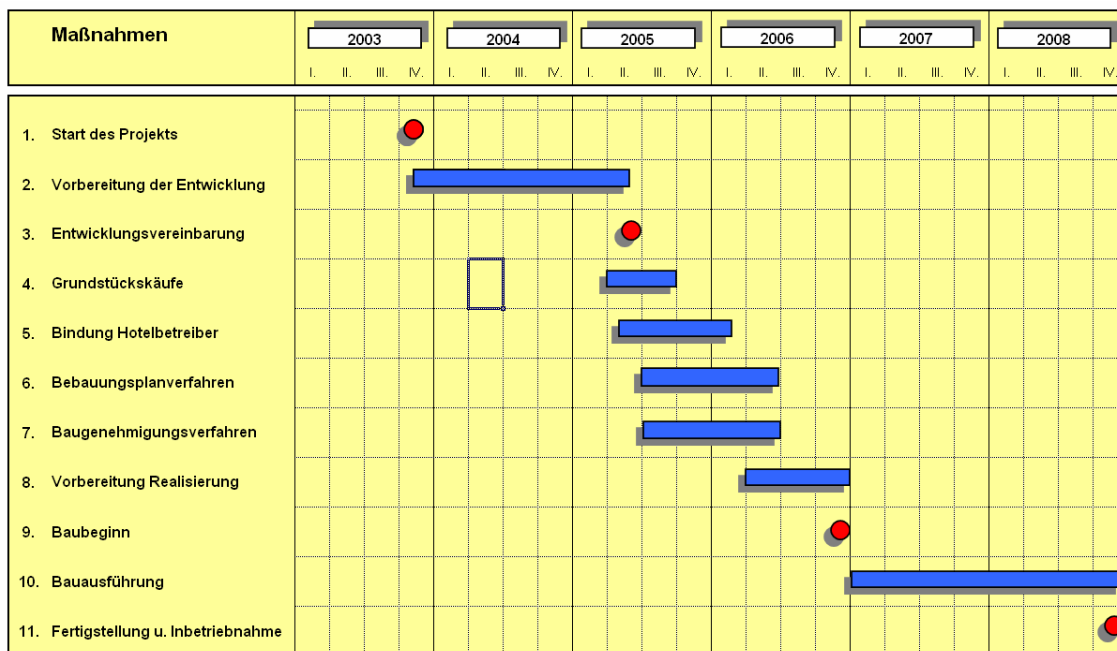 Maßnahmen 2003 2004 2005 2006 2007 2008
I. II. III. IV. I. II. III. IV. I. II. III. IV. I. II. III. IV. I. II. III. IV. I. II. III. IV.
1. Start des Projekts
2. Vorbereitung der Entwicklung
3. Entwicklungsvereinbarung
4. Grundstückskäufe
5. Bindung Hotelbetreiber
6. Bebauungsplanverfahren
7. Baugenehmigungsverfahren
8. Vorbereitung Realisierung
9. Baubeginn
10. Bauausführung
11. Fertigstellung u. Inbetriebnahme